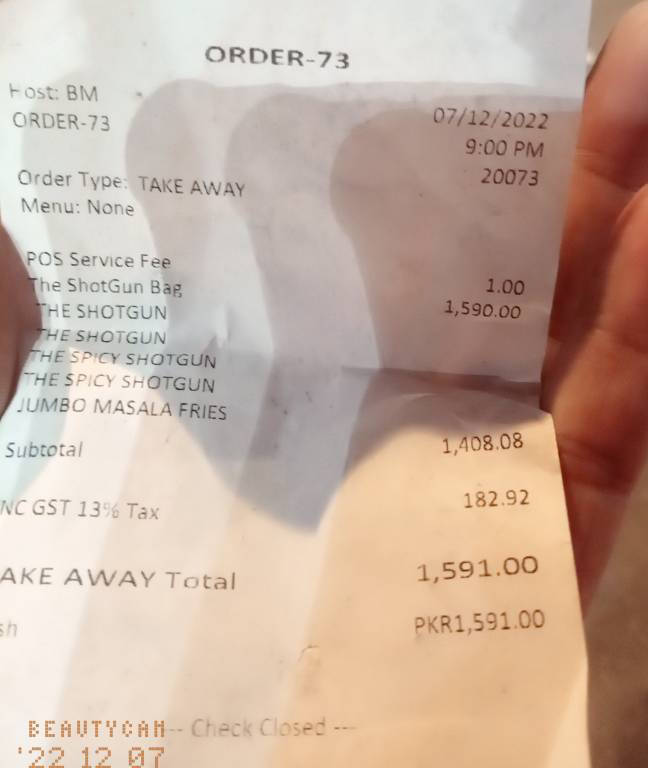 ORDER-73
Host: BM
ORDER-73 07/12/2022
9:00 PM
Order Type: TAKE AWAY 20073
Menu: None
POS Service Fee 1.00
The ShotGun Bag 1,590.00
THE SHOTGUN
THE SHOTGUN
THE SPICY SHOTGUN
THE SPICY SHOTGUN
JUMBO MASALA FRIES
Subtotal 1,408.08
NC GST 13% Tax 182.92
AKE AWAY Total 1,591.00
sh PKR1,591.00
-- Check Closed ---
BEAUTYCAM
'22 12 07